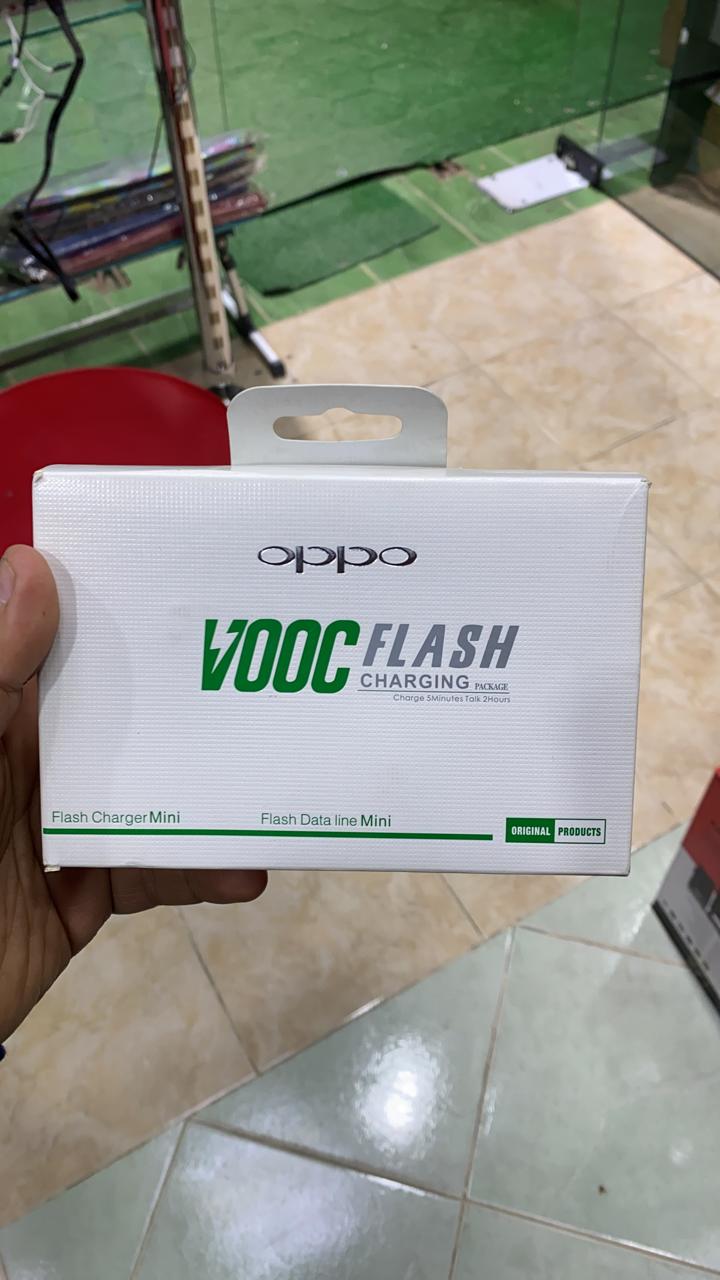 oppo
VOOC FLASH
CHARGING PACKAGE
Charge 5Minutes Talk 2Hours
Flash Charger Mini
Flash Data line Mini
ORIGINAL PRODUCTS